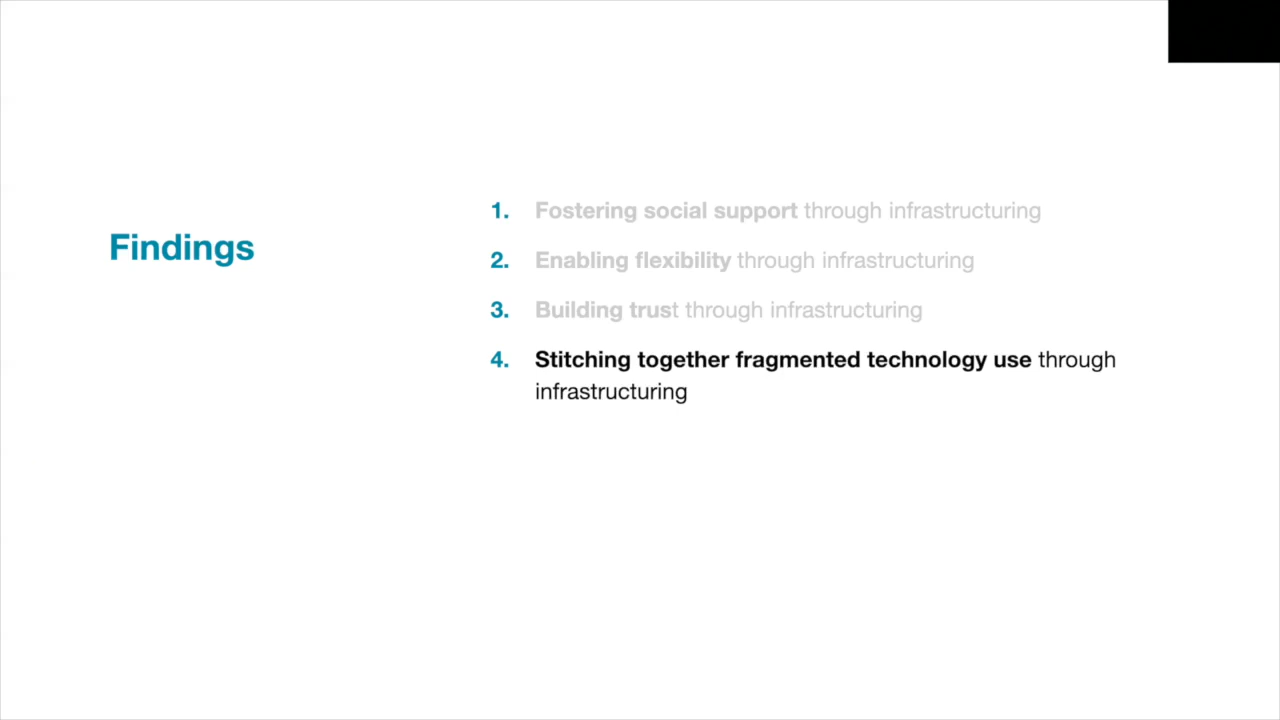 Findings
1. Fostering social support through infrastructuring
2. Enabling flexibility through infrastructuring
3. Building trust through infrastructuring
4. Stitching together fragmented technology use through
infrastructuring